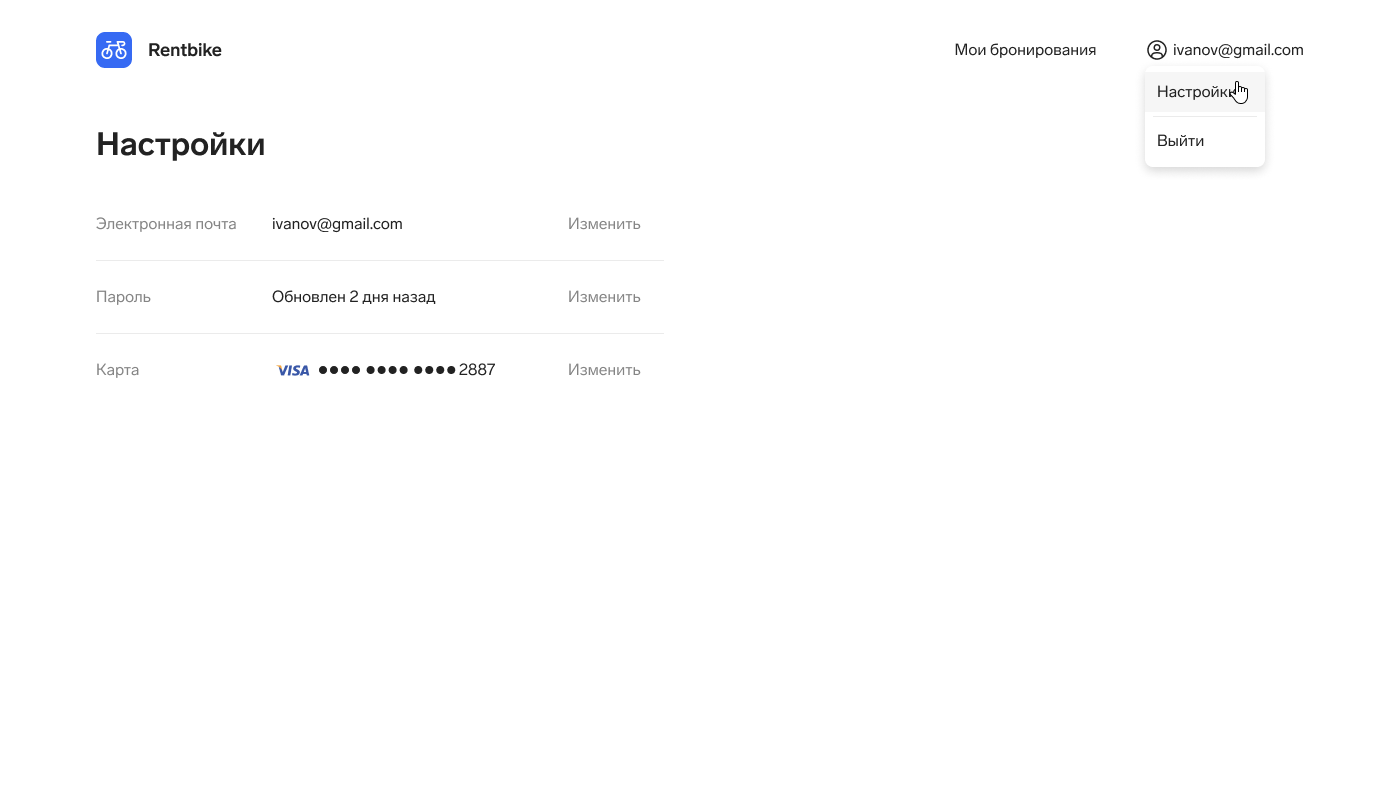 Rentbike
Мои бронирования
ivanov@gmail.com
Настройки
Выйти
Настройки
Электронная почта ivanov@gmail.com Изменить
Пароль Обновлен 2 дня назад Изменить
Карта VISA ●●●● ●●●● ●●●● 2887 Изменить